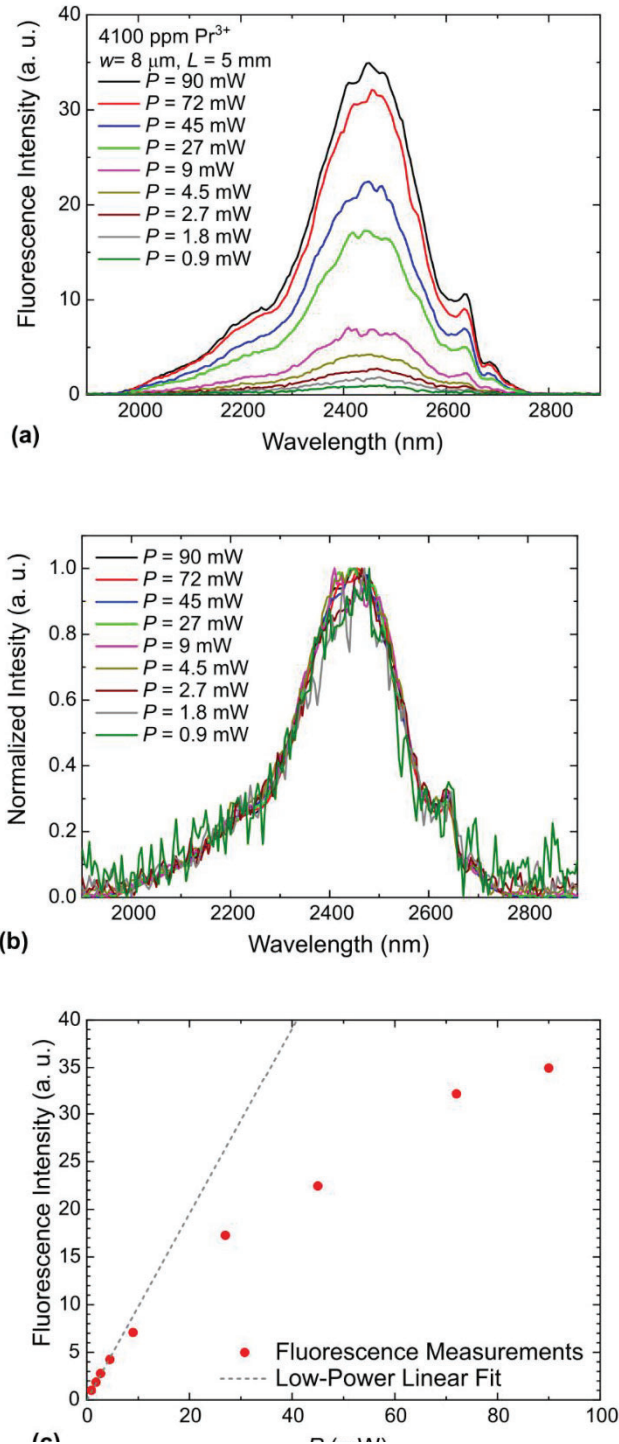 40
4100 ppm Pr³⁺
w= 8 μm, L = 5 mm
P = 90 mW
P = 72 mW
P = 45 mW
P = 27 mW
P = 9 mW
P = 4.5 mW
P = 2.7 mW
P = 1.8 mW
P = 0.9 mW
30
20
10
0
Fluorescence Intensity (a. u.)
2000 2200 2400 2600 2800
Wavelength (nm)
(a)
P = 90 mW
P = 72 mW
P = 45 mW
P = 27 mW
P = 9 mW
P = 4.5 mW
P = 2.7 mW
P = 1.8 mW
P = 0.9 mW
1.0
0.8
0.6
0.4
0.2
0.0
Normalized Intesity (a. u.)
2000 2200 2400 2600 2800
Wavelength (nm)
(b)
40
35
30
25
20
15
10
5
0
Fluorescence Intensity (a. u.)
Fluorescence Measurements
Low-Power Linear Fit
0 20 40 60 80 100
(c)
P (mW)